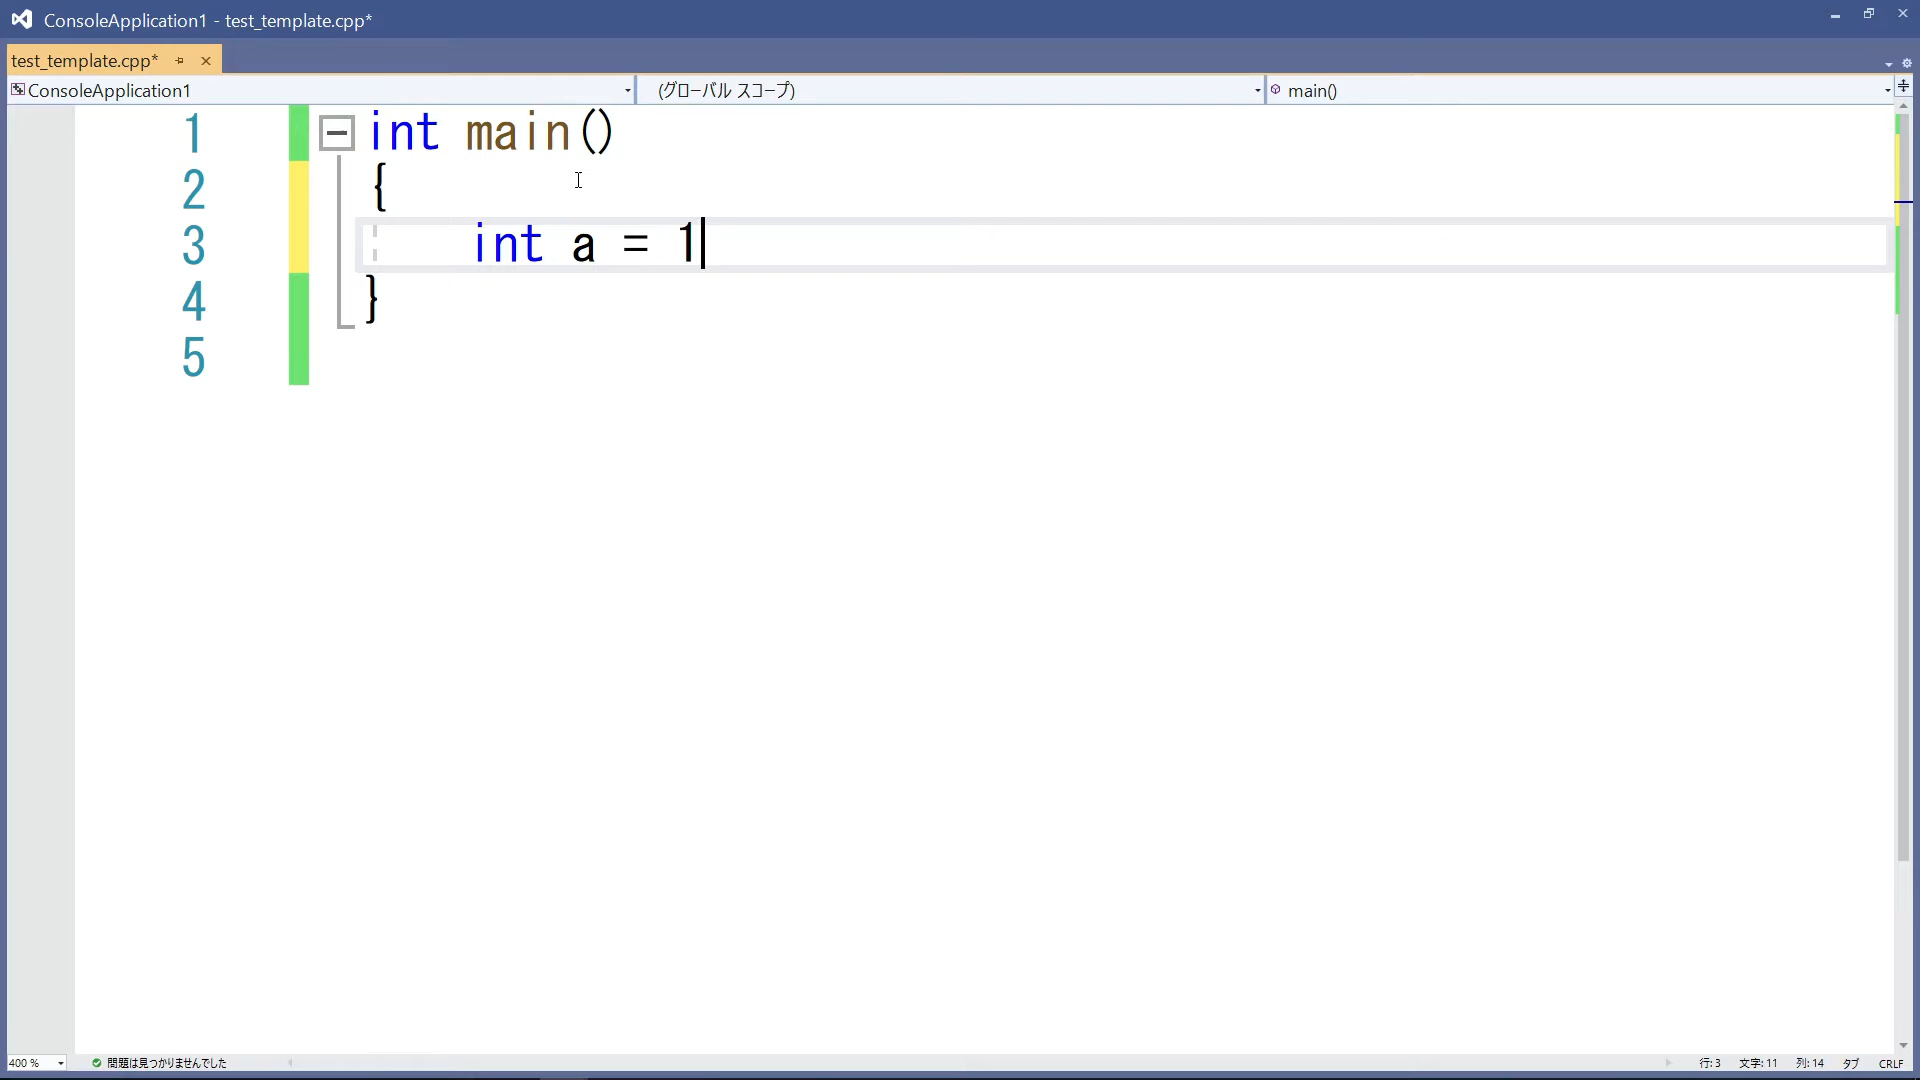 ConsoleApplication1 - test_template.cpp*
test_template.cpp*
ConsoleApplication1
(グローバル スコープ)
main()
1 int main()
2 {
3 int a = 1
4 }
5
400 % 問題は見つかりませんでした 行: 3 文字: 11 列: 14 タブ CRLF